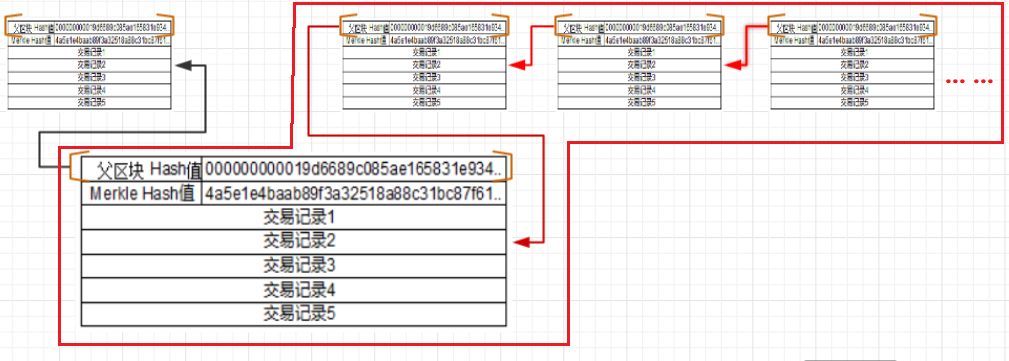 父区块 Hash值 000000000019d6689c085ae165831e934..
Merkle Hash值 4a5e1e4baab89f3a32518a88c31bc87f61..
交易记录1
交易记录2
交易记录3
交易记录4
交易记录5
父区块 Hash值 000000000019d6689c085ae165831e934..
Merkle Hash值 4a5e1e4baab89f3a32518a88c31bc87f61..
交易记录1
交易记录2
交易记录3
交易记录4
交易记录5
父区块 Hash值 000000000019d6689c085ae165831e934..
Merkle Hash值 4a5e1e4baab89f3a32518a88c31bc87f61..
交易记录1
交易记录2
交易记录3
交易记录4
交易记录5
父区块 Hash值 000000000019d6689c085ae165831e934..
Merkle Hash值 4a5e1e4baab89f3a32518a88c31bc87f61..
交易记录1
交易记录2
交易记录3
交易记录4
交易记录5
... ...
父区块 Hash值 000000000019d6689c085ae165831e934..
Merkle Hash值 4a5e1e4baab89f3a32518a88c31bc87f61..
交易记录1
交易记录2
交易记录3
交易记录4
交易记录5